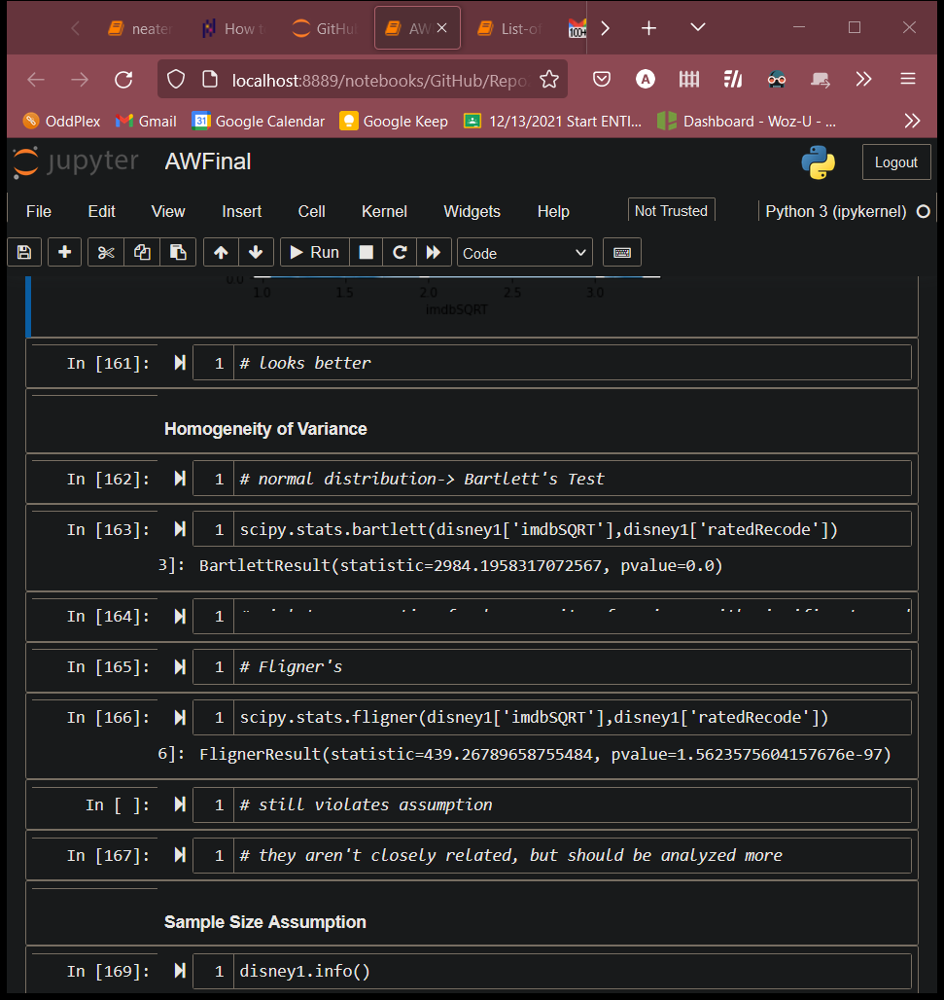 neater
How to
GitHu
AW
List-of
100+
localhost:8889/notebooks/GitHub/Repo
A
OddPlex
Gmail
31 Google Calendar
Google Keep
12/13/2021 Start ENTI...
Dashboard - Woz-U - ...
jupyter AWFinal
Logout
File Edit View Insert Cell Kernel Widgets Help Not Trusted Python 3 (ipykernel)
Run Code
0.0
1.0 1.5 2.0 2.5 3.0
imdbSQRT
In [161]: 1 # looks better
Homogeneity of Variance
In [162]: 1 # normal distribution-> Bartlett's Test
In [163]: 1 scipy.stats.bartlett(disney1['imdbSQRT'],disney1['ratedRecode'])
3]: BartlettResult(statistic=2984.1958317072567, pvalue=0.0)
In [164]: 1
In [165]: 1 # Fligner's
In [166]: 1 scipy.stats.fligner(disney1['imdbSQRT'],disney1['ratedRecode'])
6]: FlignerResult(statistic=439.26789658755484, pvalue=1.5623575604157676e-97)
In [ ]: 1 # still violates assumption
In [167]: 1 # they aren't closely related, but should be analyzed more
Sample Size Assumption
In [169]: 1 disney1.info()